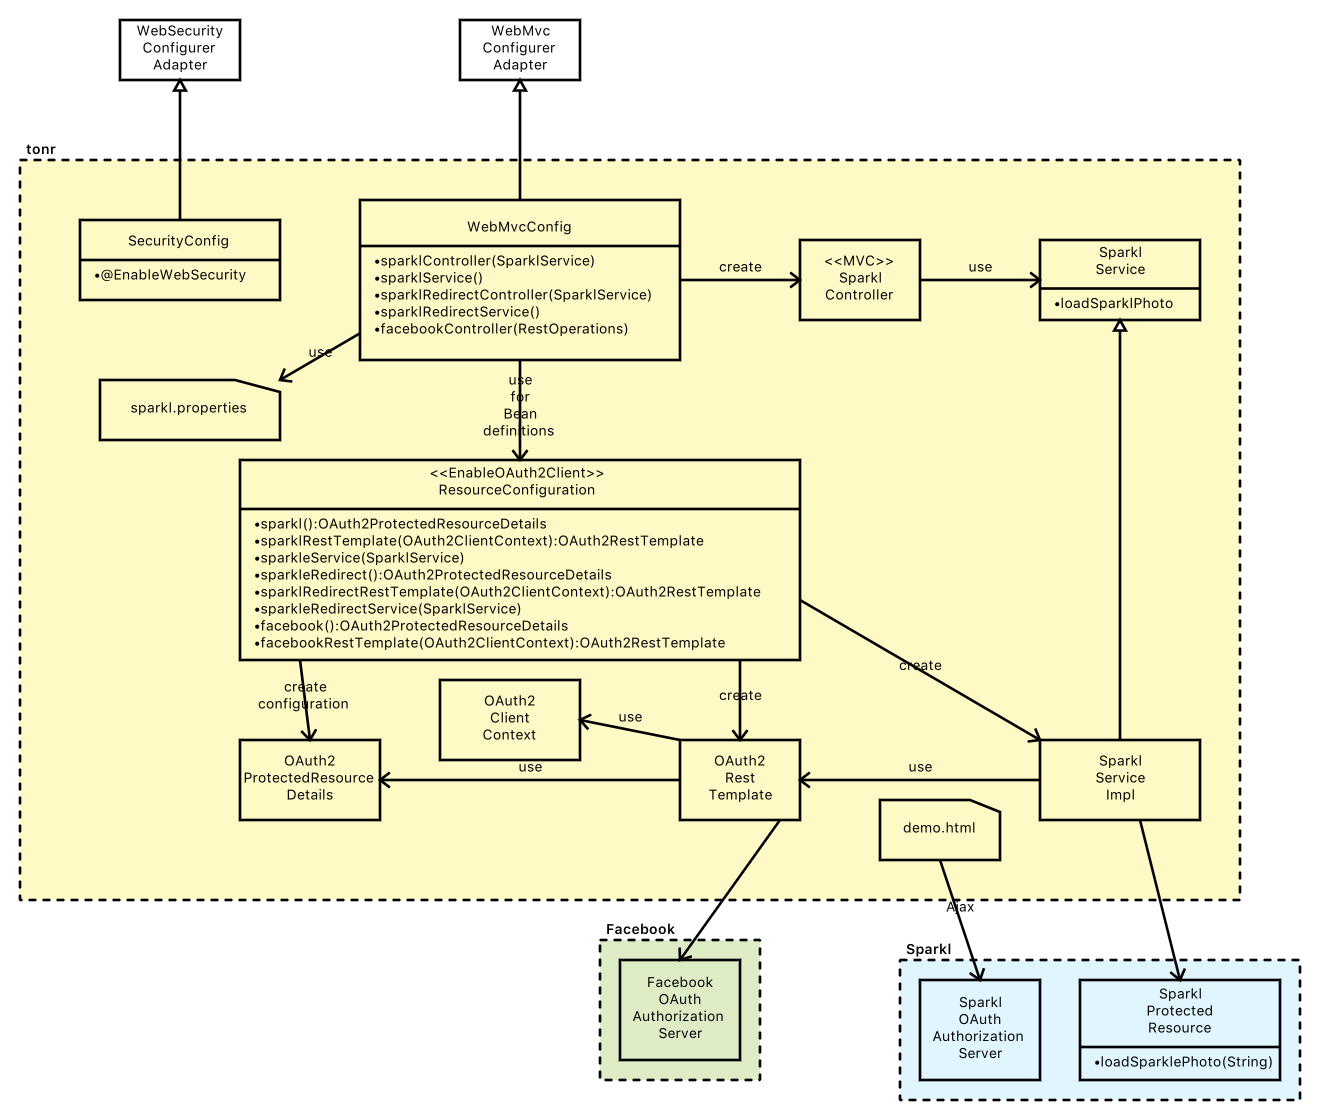 WebSecurity
Configurer
Adapter
WebMvc
Configurer
Adapter
tonr
SecurityConfig
•@EnableWebSecurity
WebMvcConfig
•sparklController(SparklService)
•sparklService()
•sparklRedirectController(SparklService)
•sparklRedirectService()
•facebookController(RestOperations)
create
<<MVC>>
Sparkl
Controller
use
Sparkl
Service
•loadSparklPhoto
use
sparkl.properties
use
for
Bean
definitions
<<EnableOAuth2Client>>
ResourceConfiguration
•sparkl():OAuth2ProtectedResourceDetails
•sparklRestTemplate(OAuth2ClientContext):OAuth2RestTemplate
•sparkleService(SparklService)
•sparkleRedirect():OAuth2ProtectedResourceDetails
•sparklRedirectRestTemplate(OAuth2ClientContext):OAuth2RestTemplate
•sparkleRedirectService(SparklService)
•facebook():OAuth2ProtectedResourceDetails
•facebookRestTemplate(OAuth2ClientContext):OAuth2RestTemplate
create
configuration
OAuth2
Client
Context
use
create
create
OAuth2
ProtectedResource
Details
use
OAuth2
Rest
Template
use
Sparkl
Service
Impl
demo.html
Ajax
Facebook
Facebook
OAuth
Authorization
Server
Sparkl
Sparkl
OAuth
Authorization
Server
Sparkl
Protected
Resource
•loadSparklePhoto(String)